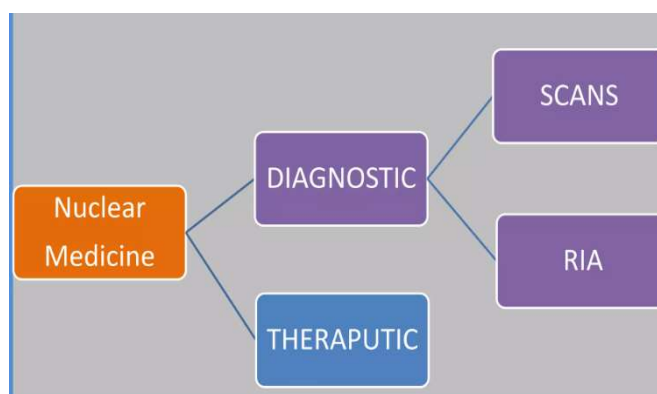 Nuclear
Medicine
DIAGNOSTIC
THERAPUTIC
SCANS
RIA